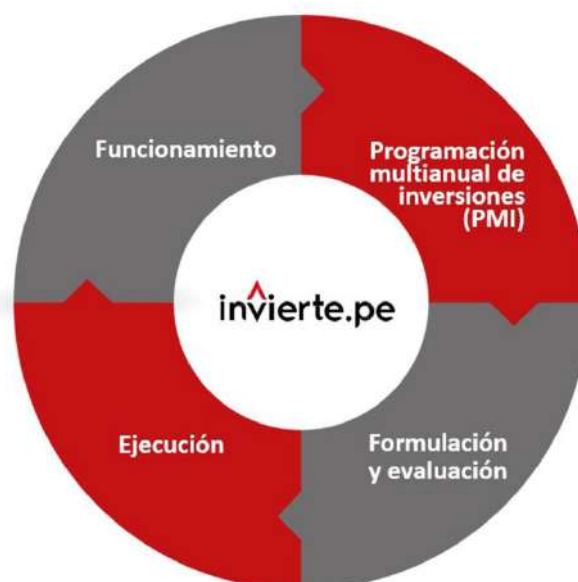 Funcionamiento
Programación
multianual de
inversiones
(PMI)
invierte.pe
Ejecución
Formulación
y evaluación